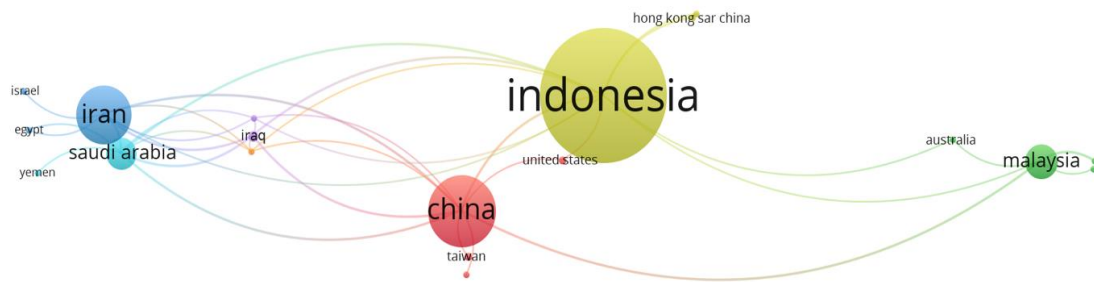 hong kong sar china
israel
indonesia
iran
egypt
iraq
saudi arabia
australia
united states
malaysia
yemen
china
taiwan